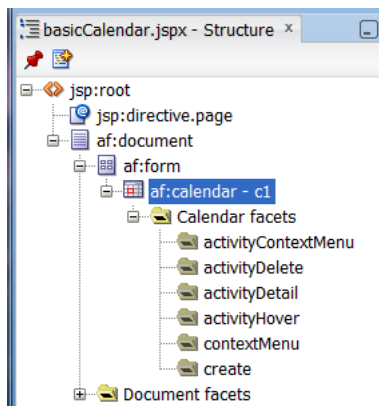 basicCalendar.jspx - Structure
jsp:root
jsp:directive.page
af:document
af:form
af:calendar - c1
Calendar facets
activityContextMenu
activityDelete
activityDetail
activityHover
contextMenu
create
Document facets